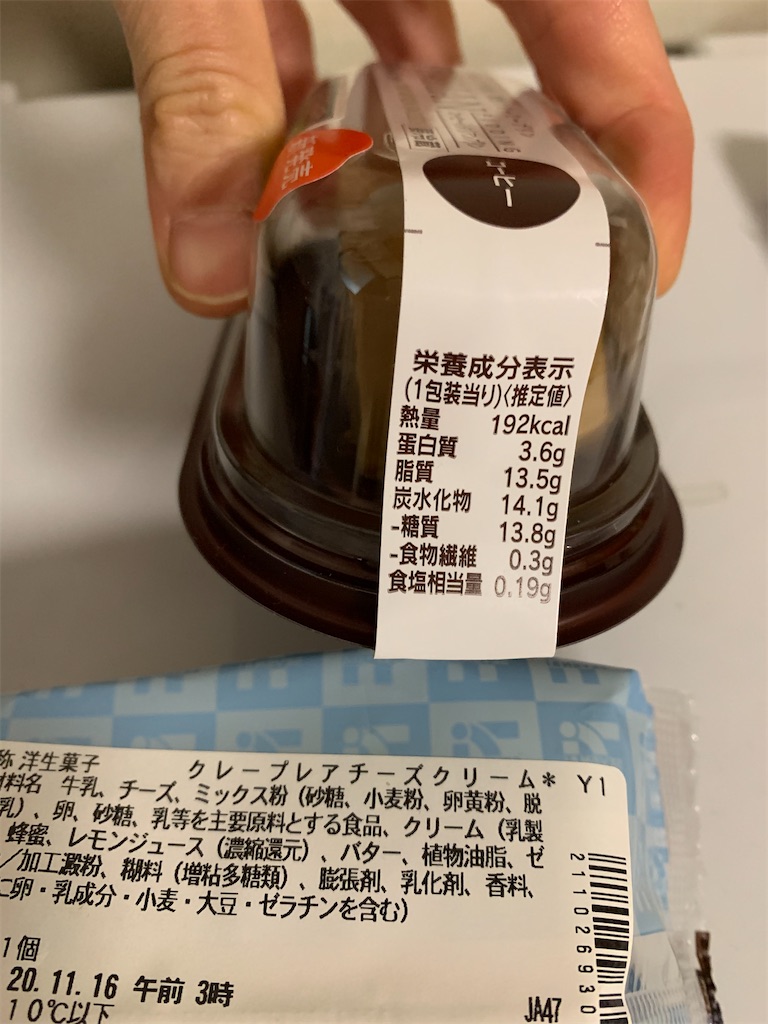 コーヒー
栄養成分表示
(1包装当り)〈推定値〉
熱量 192kcal
蛋白質 3.6g
脂質 13.5g
炭水化物 14.1g
-糖質 13.8g
-食物繊維 0.3g
食塩相当量 0.19g
称 洋生菓子 クレープレアチーズクリーム* Y1
材料名 牛乳、チーズ、ミックス粉（砂糖、小麦粉、卵黄粉、脱
乳）、卵、砂糖、乳等を主要原料とする食品、クリーム（乳製
蜂蜜、レモンジュース（濃縮還元）、バター、植物油脂、ゼ
／加工澱粉、糊料（増粘多糖類）、膨張剤、乳化剤、香料、
に卵・乳成分・小麦・大豆・ゼラチンを含む）
1個
20.11.16 午前 3時
10℃以下
JA47
211026930